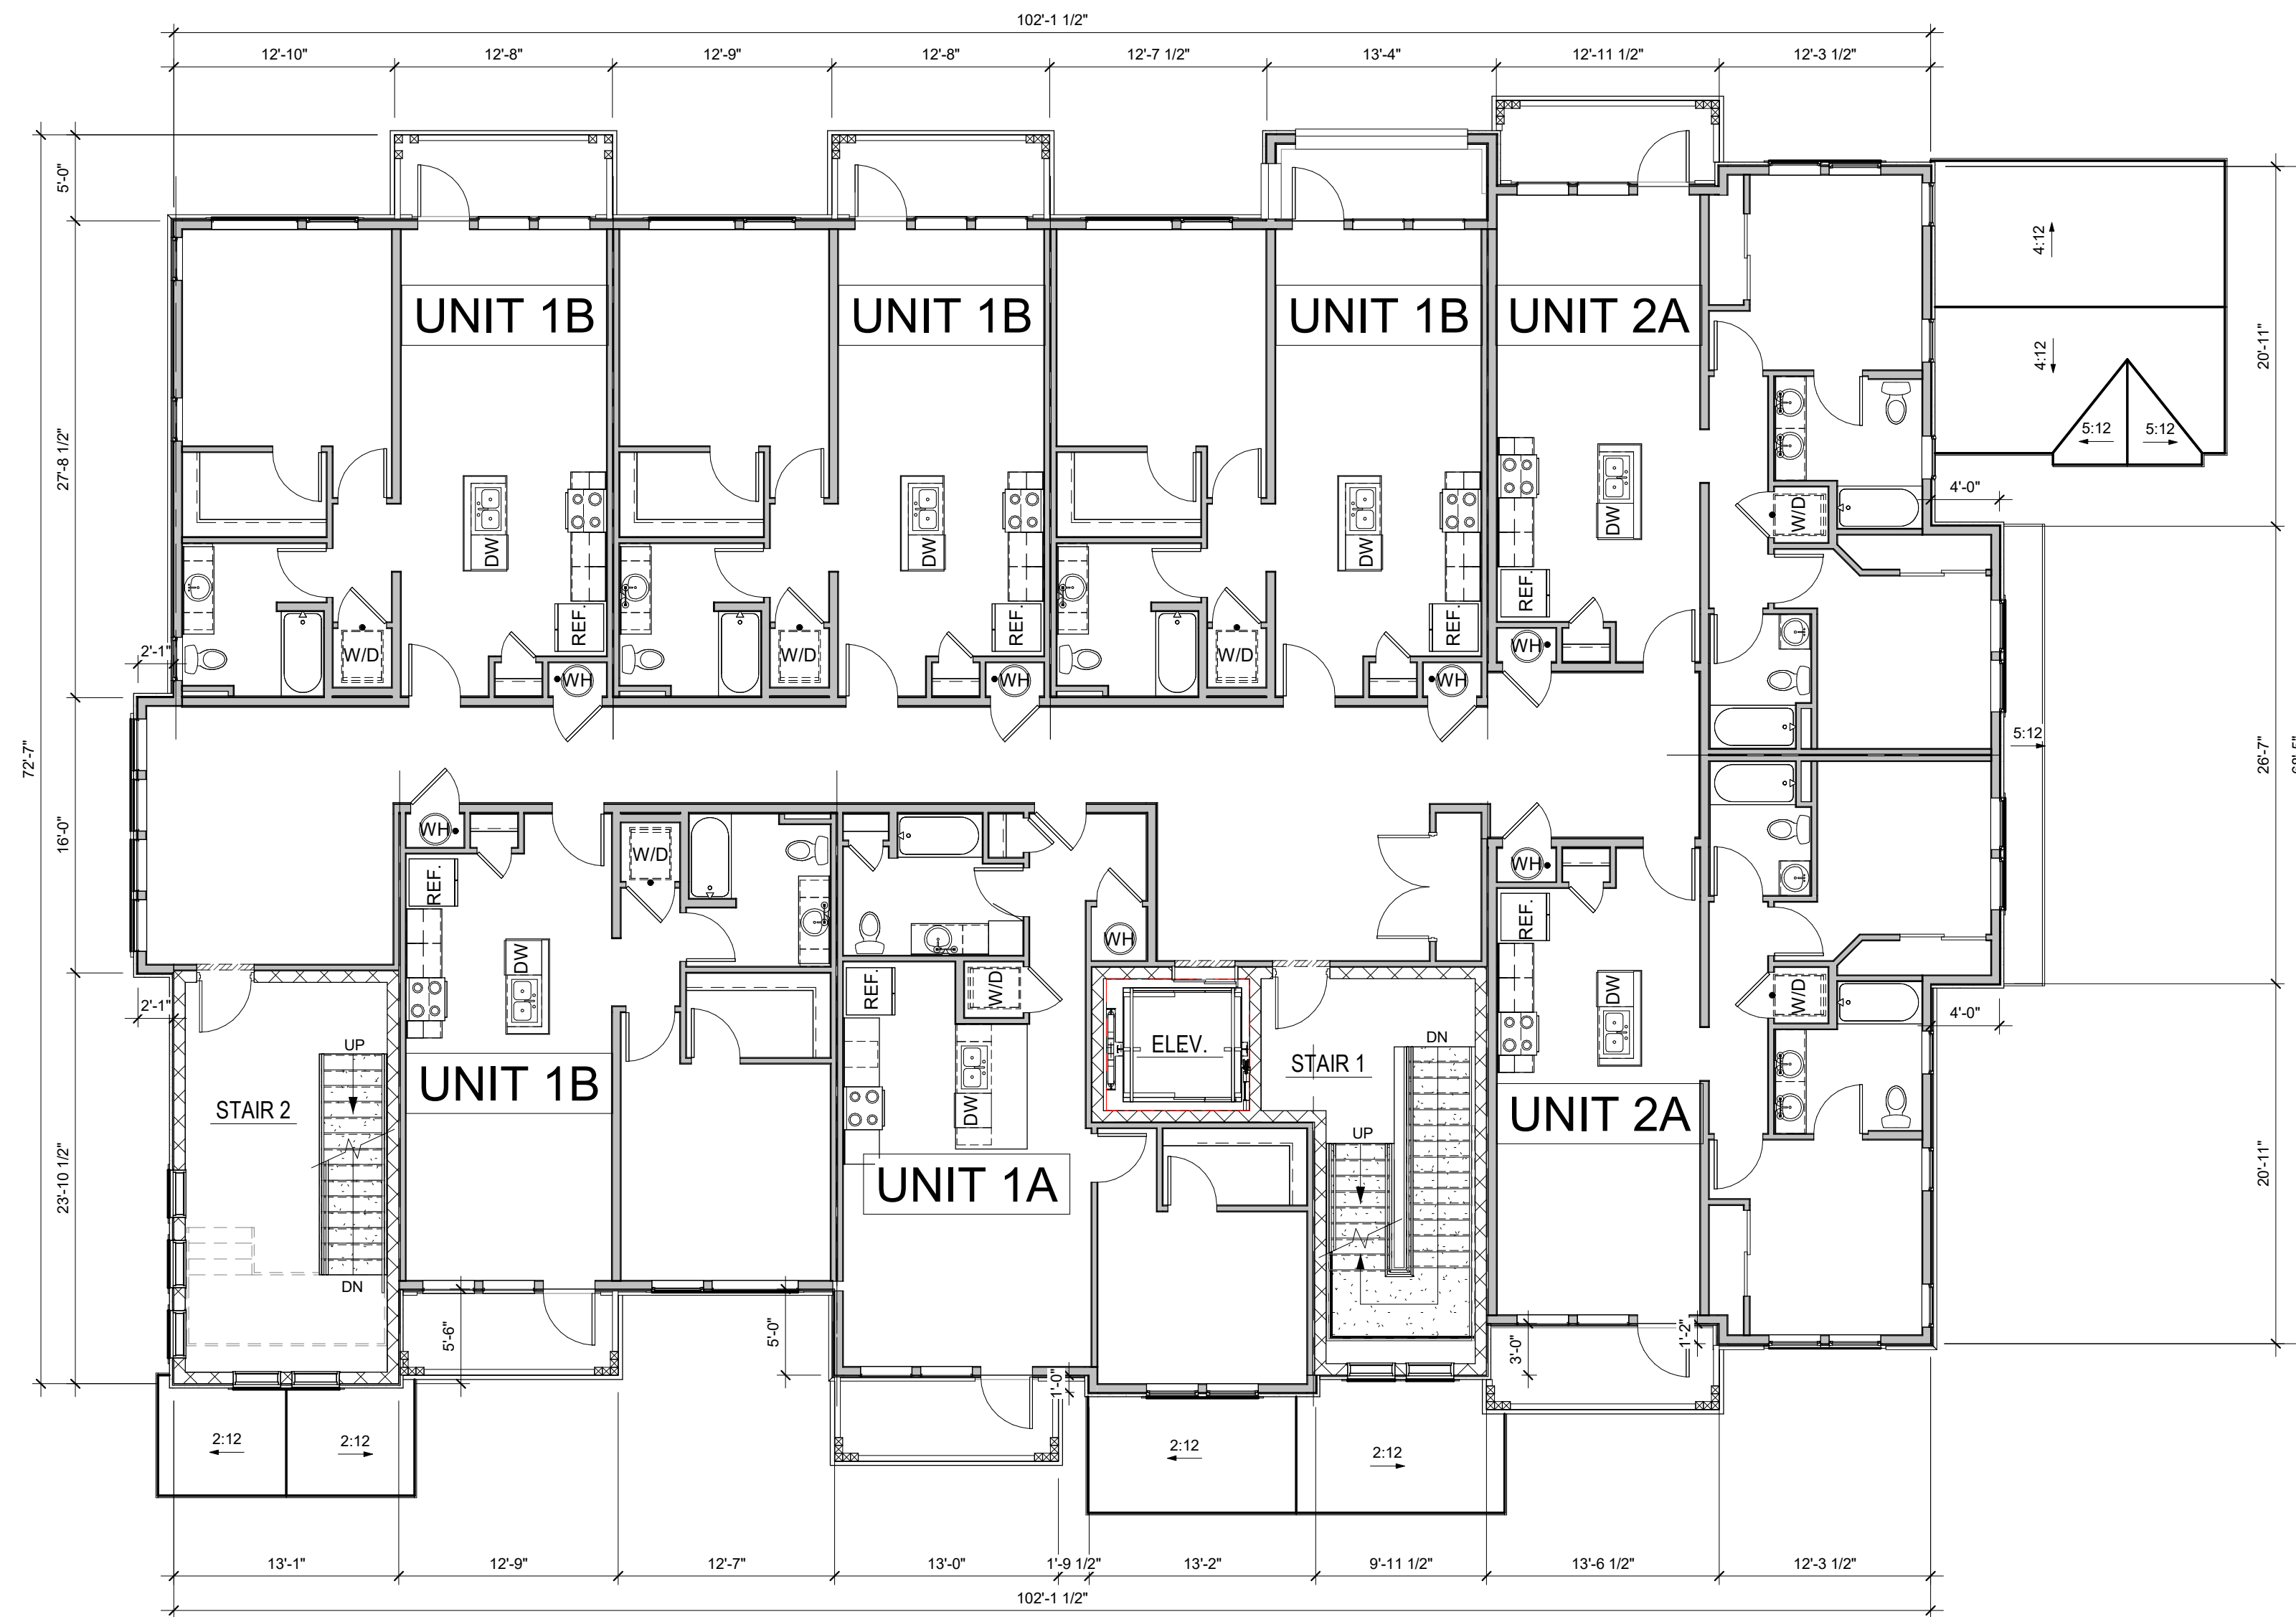 102'-1 1/2"
12'-10"
12'-8"
12'-9"
12'-8"
12'-7 1/2"
13'-4"
12'-11 1/2"
12'-3 1/2"
5'-0"
27'-8 1/2"
72'-7"
16'-0"
23'-10 1/2"
2'-1"
2'-1"
UNIT 1B
UNIT 1B
UNIT 1B
UNIT 2A
4:12
4:12
5:12
5:12
20'-11"
4'-0"
DW
DW
DW
DW
REF.
REF.
REF.
REF.
W/D
W/D
W/D
W/D
WH
WH
WH
WH
5:12
26'-7"
WH
W/D
WH
WH
REF.
DW
REF.
W/D
REF.
DW
W/D
4'-0"
UP
STAIR 2
DN
UNIT 1B
DW
UNIT 1A
ELEV.
STAIR 1
DN
UP
UNIT 2A
20'-11"
5'-6"
5'-0"
1'-0"
3'-0"
1'-2"
2:12
2:12
2:12
2:12
13'-1"
12'-9"
12'-7"
13'-0"
1'-9 1/2"
13'-2"
9'-11 1/2"
13'-6 1/2"
12'-3 1/2"
102'-1 1/2"